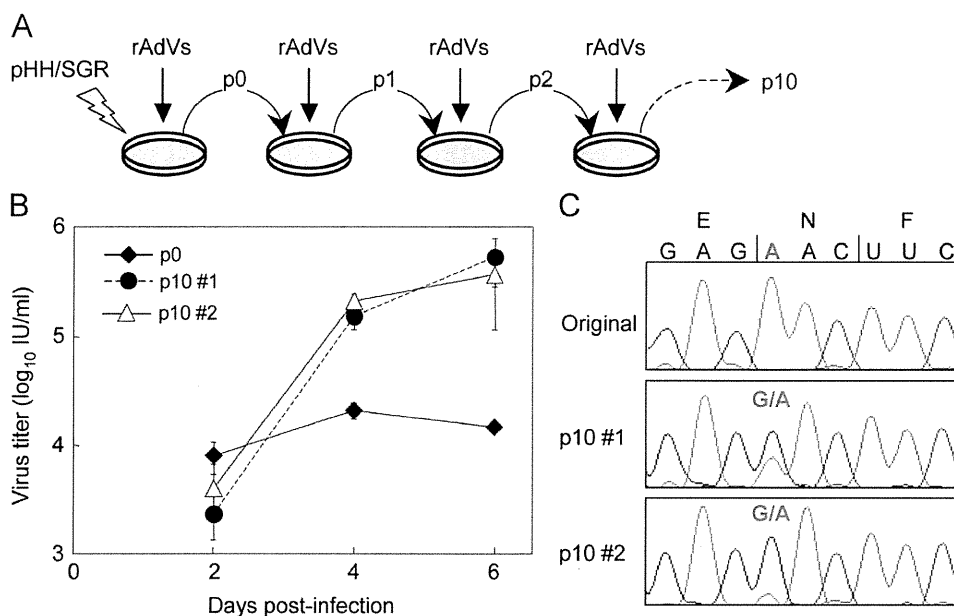 A
rAdVs rAdVs rAdVs rAdVs
pHH/SGR
p0 p1 p2 p10
B
6
5
4
3
0 2 4 6
Virus titer (log10 IU/ml)
Days post-infection
p0
p10 #1
p10 #2
C
E N F
G A G A A C U U C
Original
G/A
p10 #1
G/A
p10 #2